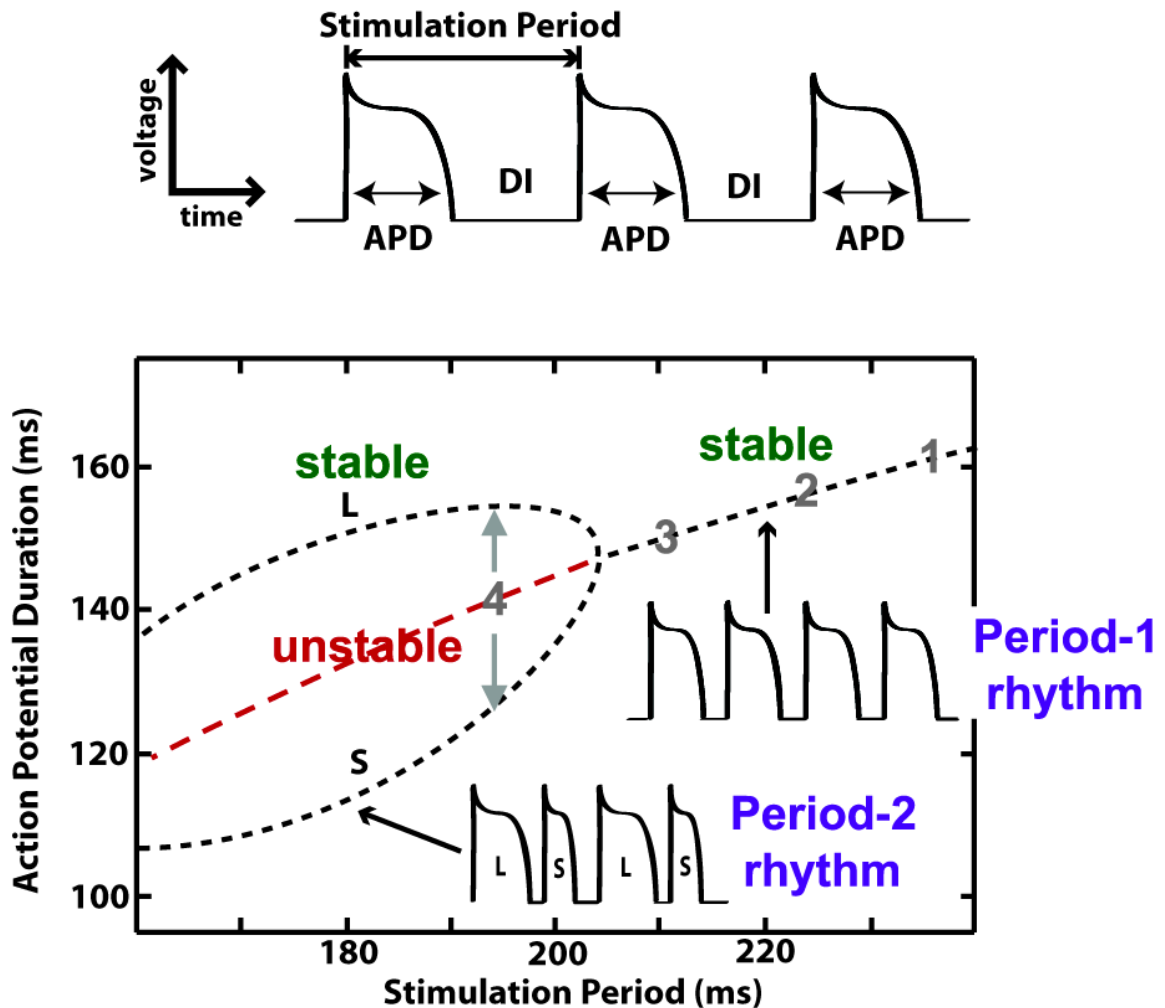 Stimulation Period
voltage
time
DI
DI
APD
APD
APD
Action Potential Duration (ms)
160
140
120
100
stable
L
stable
1
2
3
4
unstable
S
Period-1
rhythm
L
S
L
S
Period-2
rhythm
180
200
220
Stimulation Period (ms)